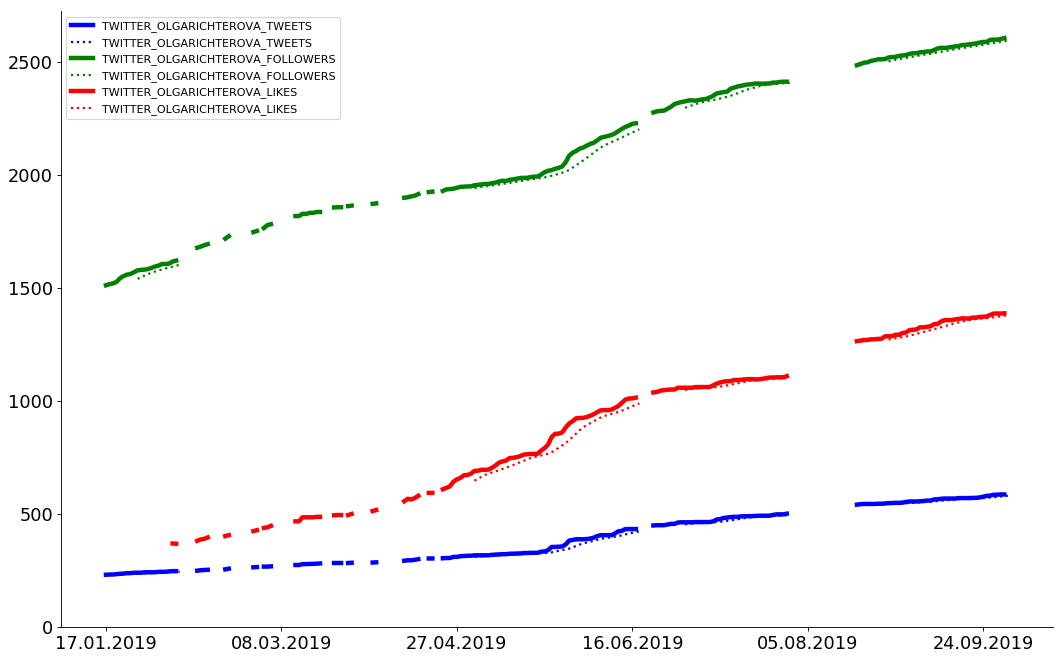 TWITTER_OLGARICHTEROVA_TWEETS
TWITTER_OLGARICHTEROVA_TWEETS
TWITTER_OLGARICHTEROVA_FOLLOWERS
TWITTER_OLGARICHTEROVA_FOLLOWERS
TWITTER_OLGARICHTEROVA_LIKES
TWITTER_OLGARICHTEROVA_LIKES
2500
2000
1500
1000
500
0
17.01.2019 08.03.2019 27.04.2019 16.06.2019 05.08.2019 24.09.2019